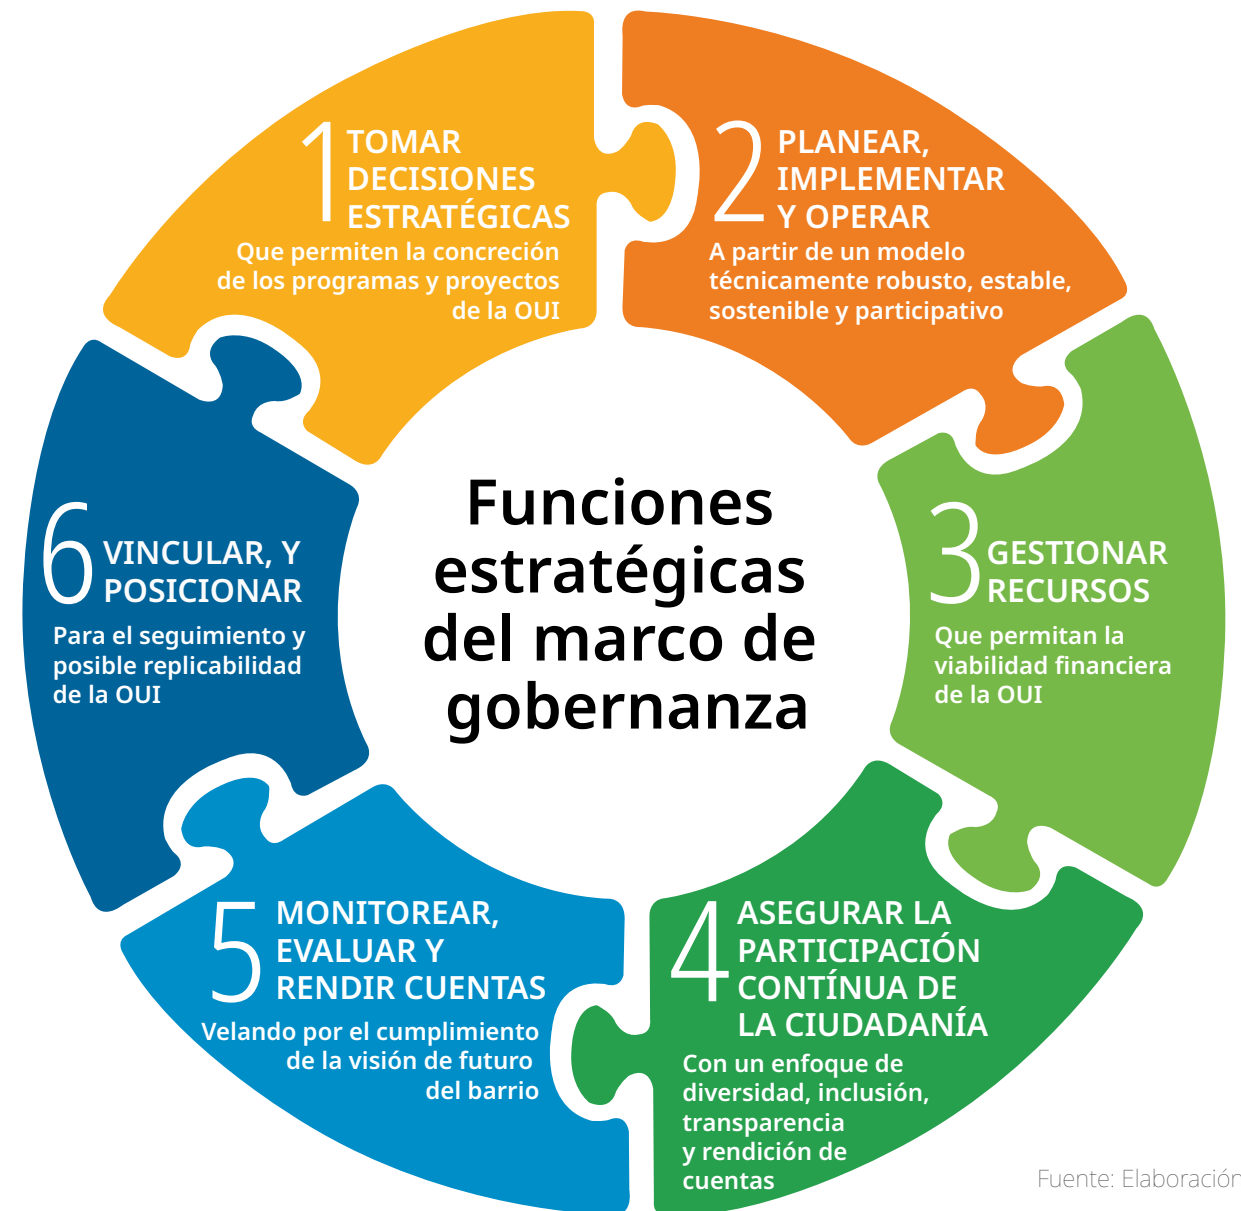 Funciones
estratégicas
del marco de
gobernanza
1
TOMAR
DECISIONES
ESTRATÉGICAS
Que permiten la concreción
de los programas y proyectos
de la OUI
2
PLANEAR,
IMPLEMENTAR
Y OPERAR
A partir de un modelo
técnicamente robusto, estable,
sostenible y participativo
3
GESTIONAR
RECURSOS
Que permitan la
viabilidad financiera
de la OUI
4
ASEGURAR LA
PARTICIPACIÓN
CONTÍNUA DE
LA CIUDADANÍA
Con un enfoque de
diversidad, inclusión,
transparencia
y rendición de
cuentas
5
MONITOREAR,
EVALUAR Y
RENDIR CUENTAS
Velando por el cumplimiento
de la visión de futuro
del barrio
6
VINCULAR, Y
POSICIONAR
Para el seguimiento y
posible replicabilidad
de la OUI
Fuente: Elaboración